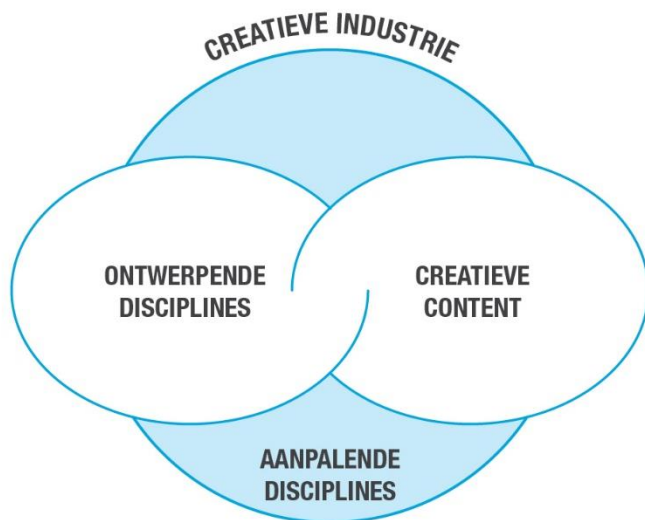 CREATIEVE INDUSTRIE
ONTWERPENDE
DISCIPLINES
CREATIEVE
CONTENT
AANPALENDE
DISCIPLINES